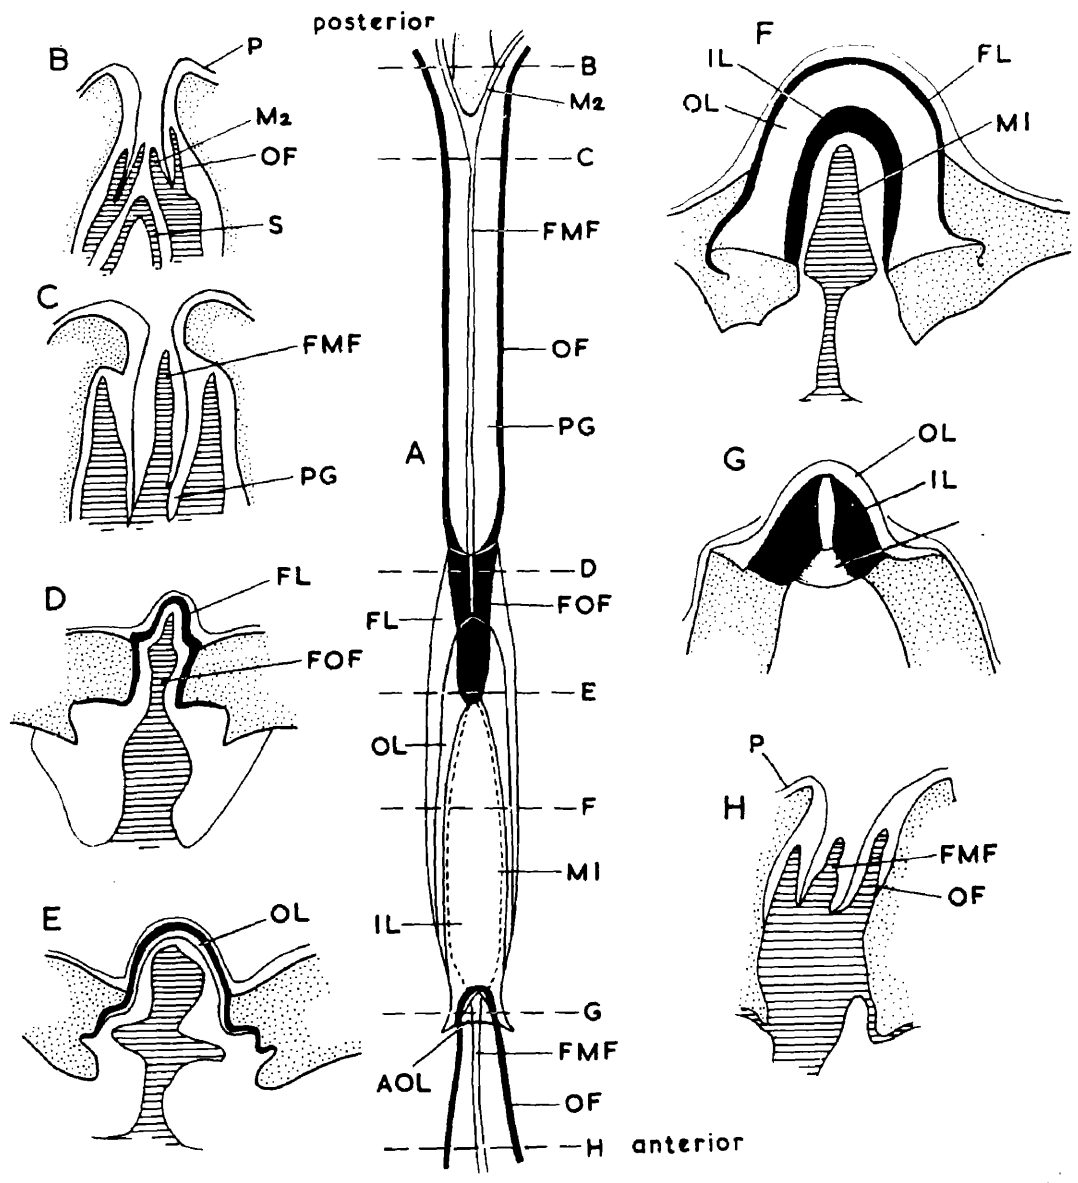 posterior
B
P
M2
OF
S
C
FMF
PG
D
FL
FOF
E
OL
A
B
M2
C
FMF
OF
PG
D
FOF
FL
E
OL
F
MI
IL
G
FMF
AOL
OF
H anterior
F
IL
FL
OL
MI
G
OL
IL
P
H
FMF
OF